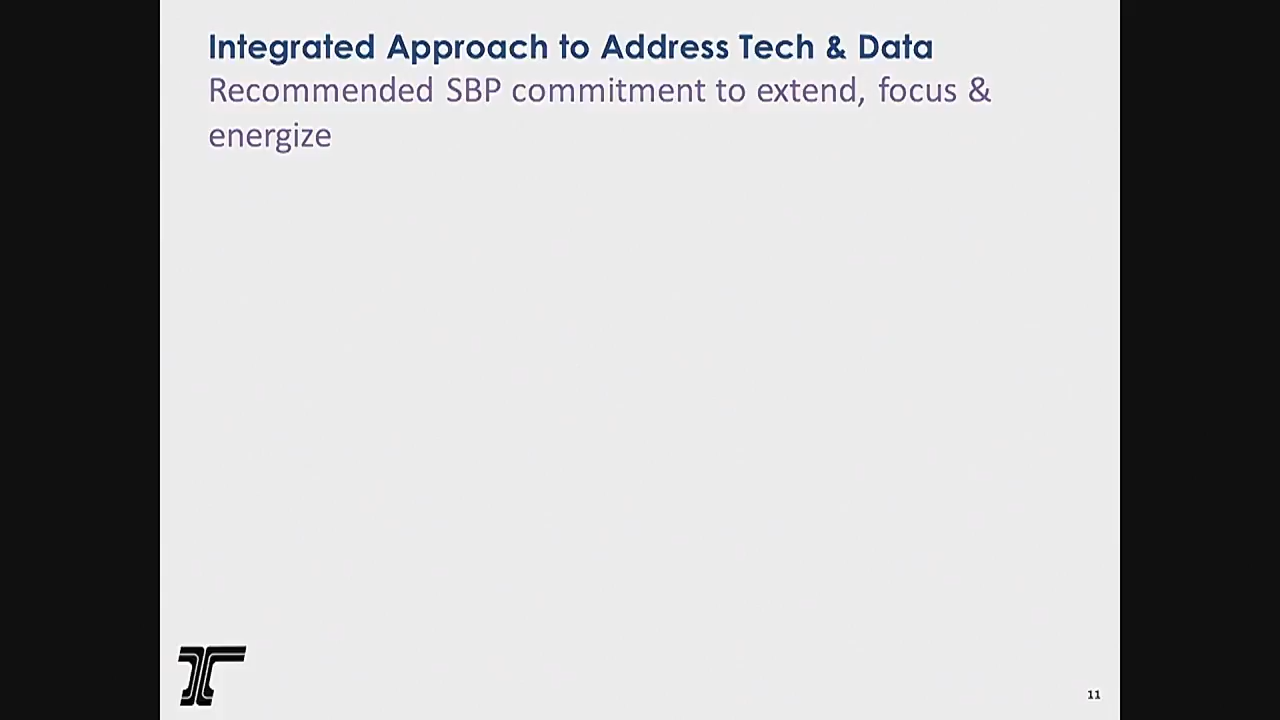 Integrated Approach to Address Tech & Data
Recommended SBP commitment to extend, focus &
energize
11